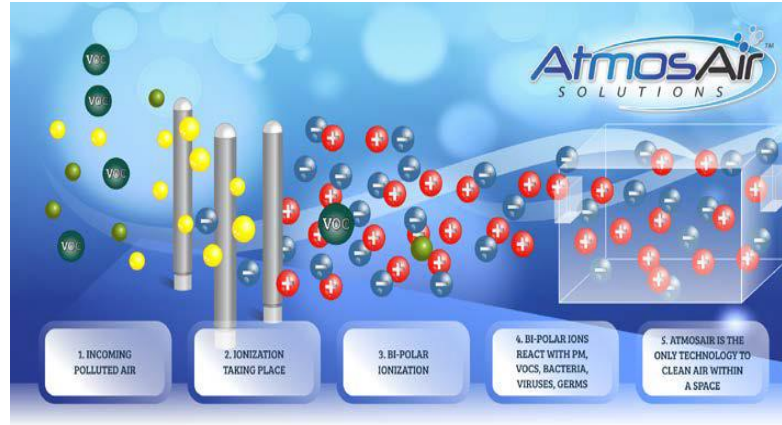 AtmosAir™
SOLUTIONS
VOC
VOC
VOC
VOC
VOC
1. INCOMING
POLLUTED AIR
2. IONIZATION
TAKING PLACE
3. BI-POLAR
IONIZATION
4. BI-POLAR IONS
REACT WITH PM,
VOCS, BACTERIA,
VIRUSES, GERMS
5. ATMOSAIR IS THE
ONLY TECHNOLOGY TO
CLEAN AIR WITHIN
A SPACE